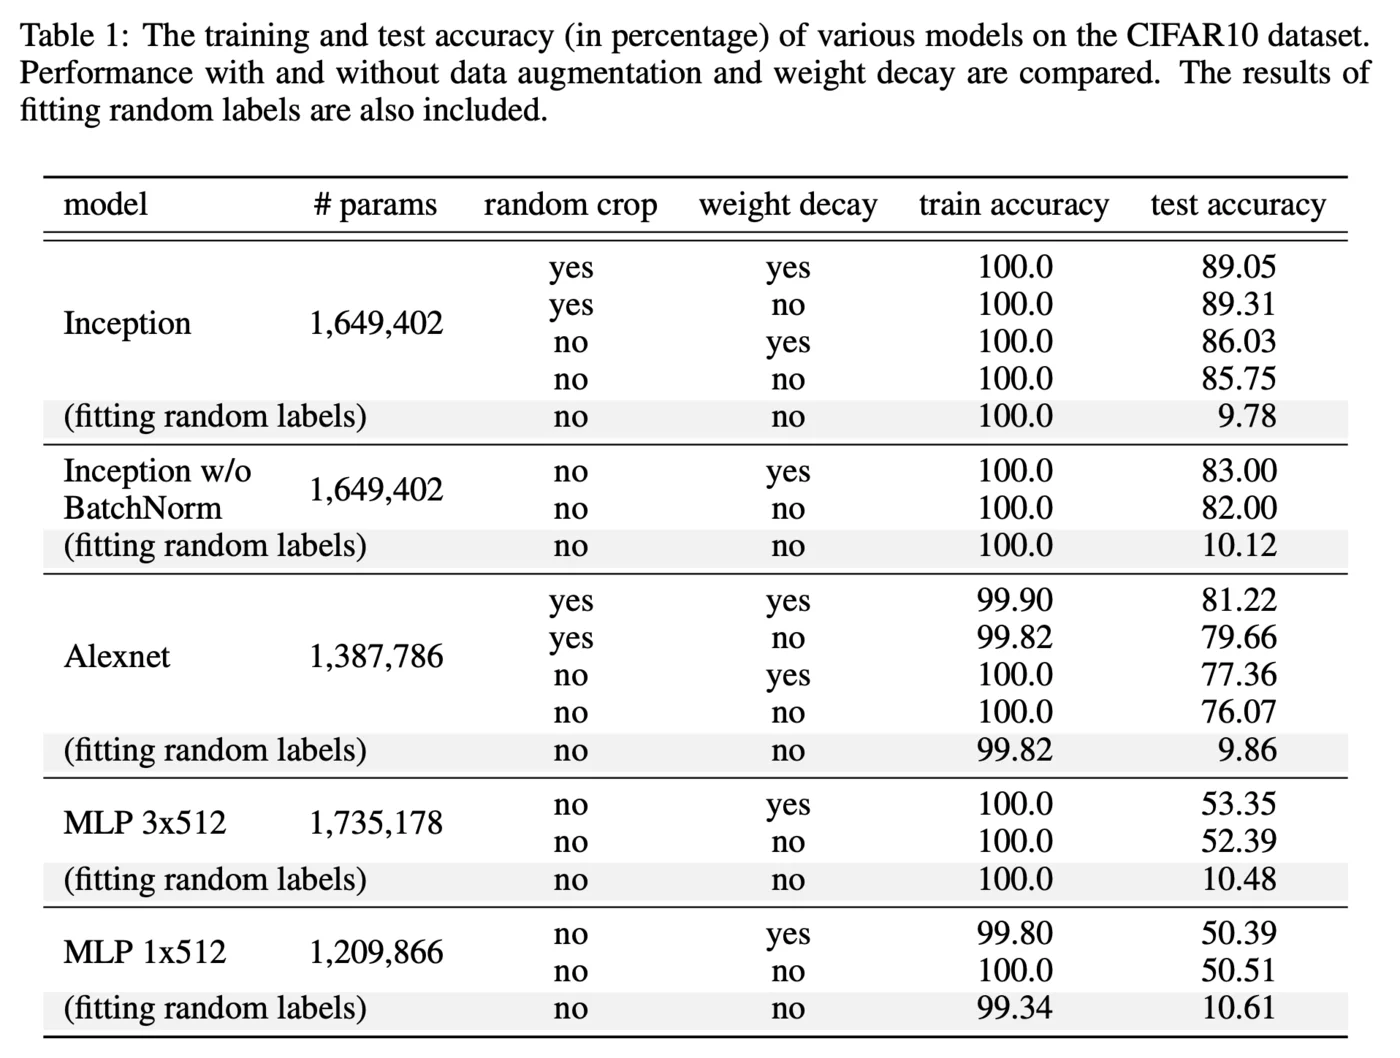 Table 1: The training and test accuracy (in percentage) of various models on the CIFAR10 dataset.
Performance with and without data augmentation and weight decay are compared. The results of
fitting random labels are also included.
model # params random crop weight decay train accuracy test accuracy
yes yes 100.0 89.05
yes no 100.0 89.31
Inception 1,649,402
no yes 100.0 86.03
no no 100.0 85.75
(fitting random labels) no no 100.0 9.78
Inception w/o no yes 100.0 83.00
1,649,402
BatchNorm no no 100.0 82.00
(fitting random labels) no no 100.0 10.12
yes yes 99.90 81.22
yes no 99.82 79.66
Alexnet 1,387,786
no yes 100.0 77.36
no no 100.0 76.07
(fitting random labels) no no 99.82 9.86
no yes 100.0 53.35
MLP 3x512 1,735,178
no no 100.0 52.39
(fitting random labels) no no 100.0 10.48
no yes 99.80 50.39
MLP 1x512 1,209,866
no no 100.0 50.51
(fitting random labels) no no 99.34 10.61